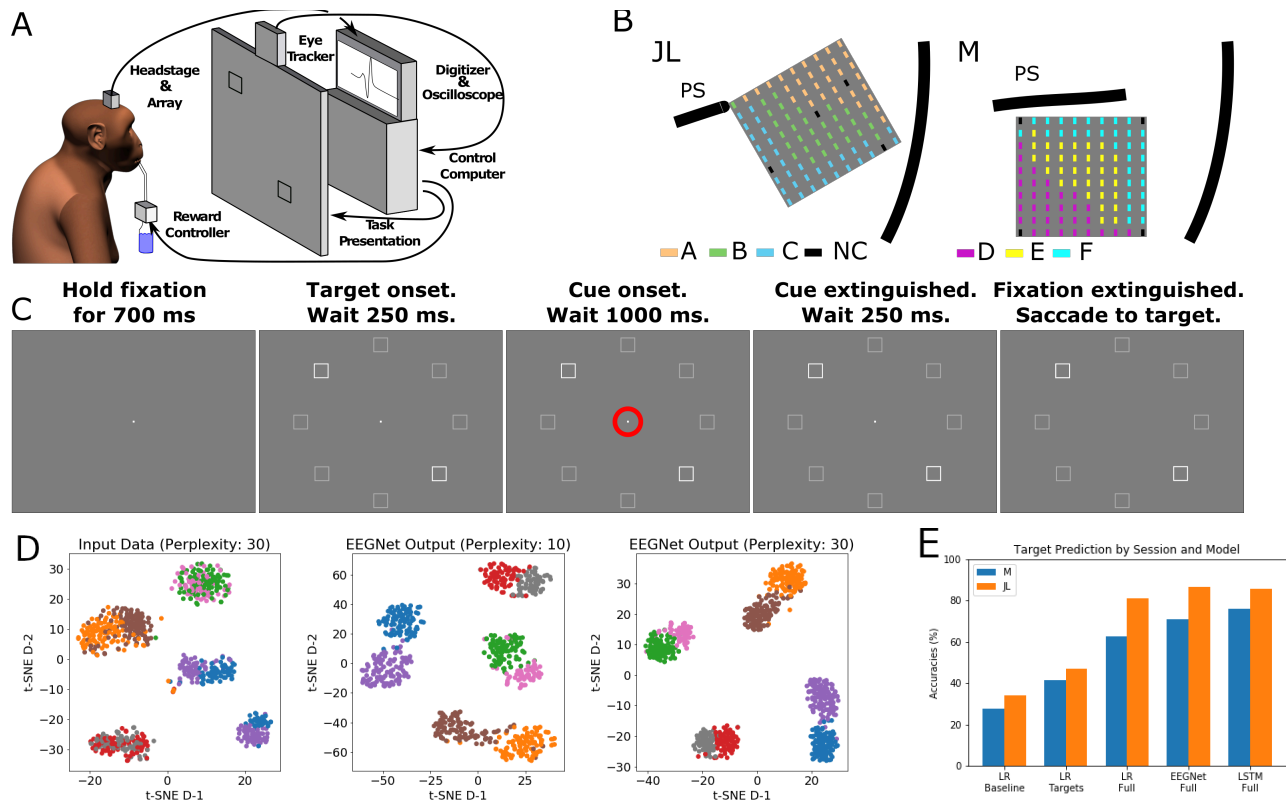 A
Headstage
&
Array
Eye
Tracker
Digitizer
&
Oscilloscope
Control
Computer
Reward
Controller
Task
Presentation
B
JL
PS
A B C NC
M
PS
D E F
C
Hold fixation
for 700 ms
Target onset.
Wait 250 ms.
Cue onset.
Wait 1000 ms.
Cue extinguished.
Wait 250 ms.
Fixation extinguished.
Saccade to target.
D
Input Data (Perplexity: 30)
t-SNE D-2
30
20
10
0
−10
−20
−30
−20 0 20
t-SNE D-1
EEGNet Output (Perplexity: 10)
t-SNE D-2
60
40
20
0
−20
−40
−60
−50 −25 0 25
t-SNE D-1
EEGNet Output (Perplexity: 30)
t-SNE D-2
30
20
10
0
−10
−20
−30
−40 −20 0 20
t-SNE D-1
E
Target Prediction by Session and Model
M
JL
Accuracies (%)
100
80
60
40
20
0
LR
Baseline
LR
Targets
LR
Full
EEGNet
Full
LSTM
Full